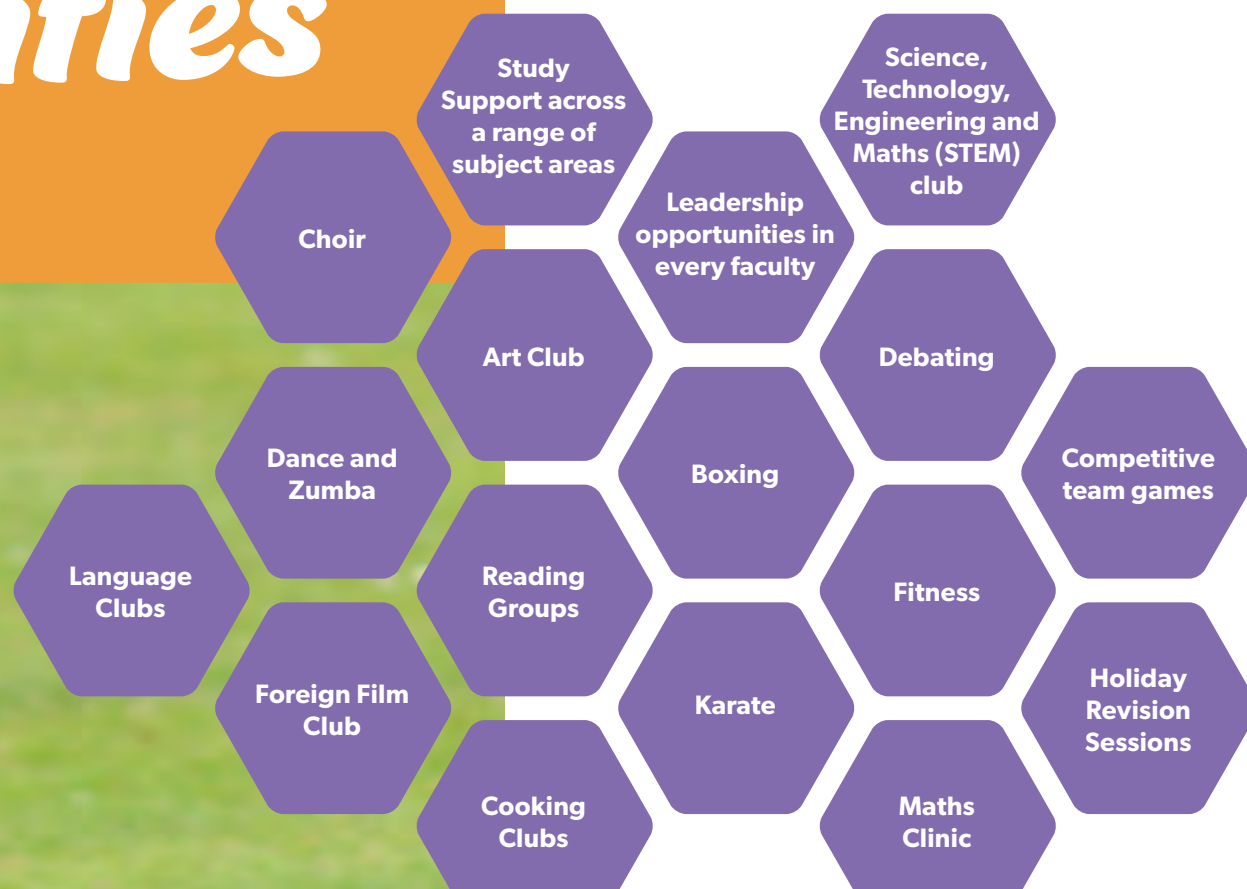 Study
Support across
a range of
subject areas
Science,
Technology,
Engineering and
Maths (STEM)
club
Choir
Leadership
opportunities in
every faculty
Art Club
Debating
Dance and
Zumba
Boxing
Competitive
team games
Language
Clubs
Reading
Groups
Fitness
Foreign Film
Club
Karate
Holiday
Revision
Sessions
Cooking
Clubs
Maths
Clinic